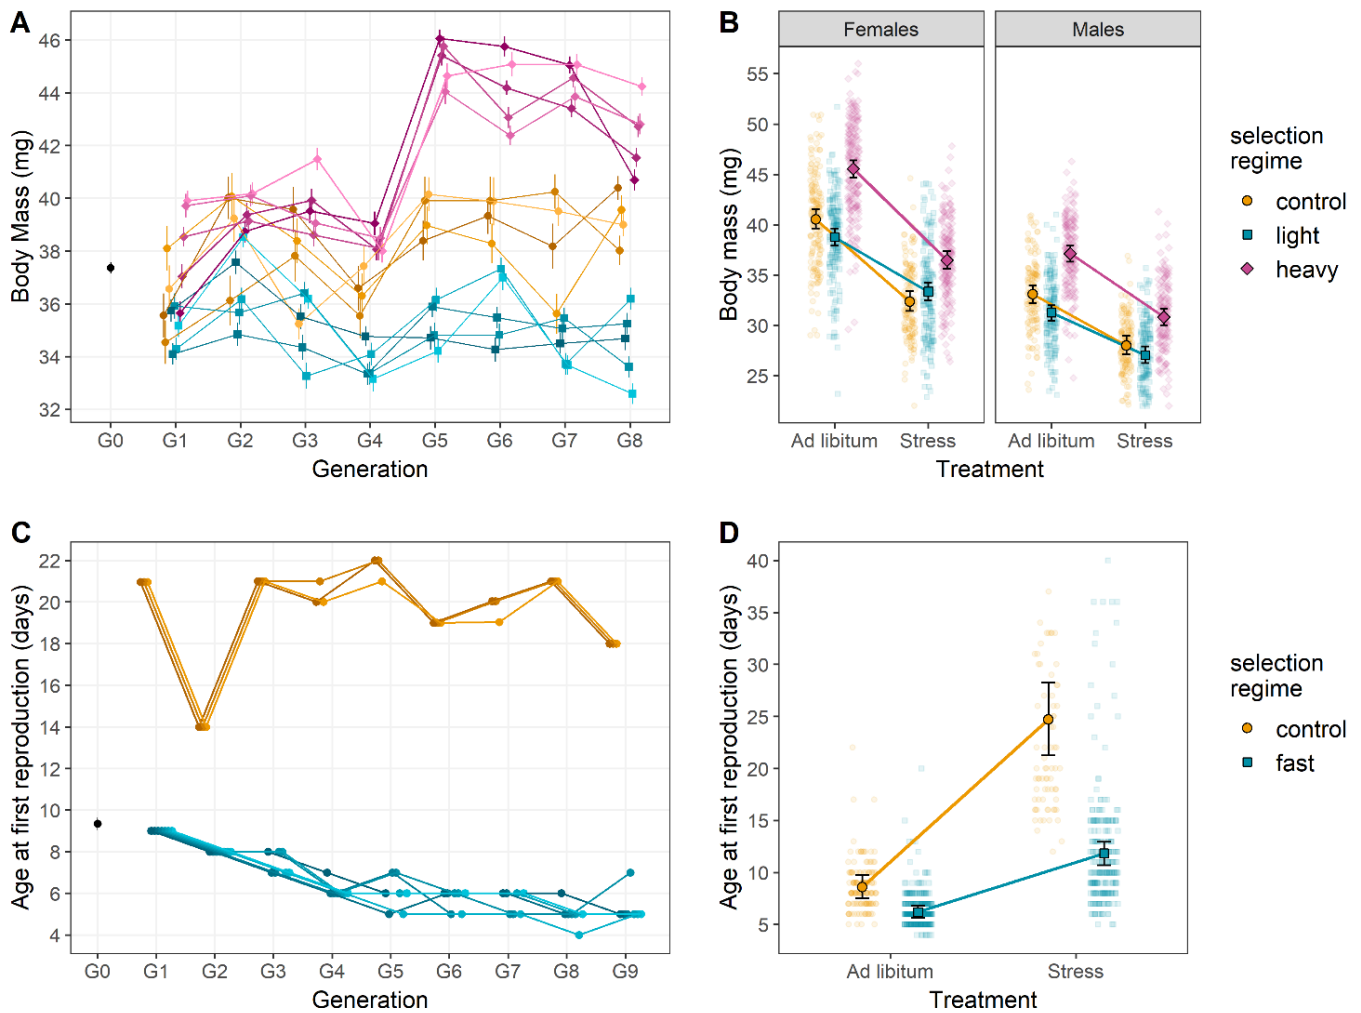 A
Body Mass (mg)
46
44
42
40
38
36
34
32
G0 G1 G2 G3 G4 G5 G6 G7 G8
Generation
B
Females Males
Body mass (mg)
55
50
45
40
35
30
25
Ad libitum Stress Ad libitum Stress
Treatment
selection
regime
control
light
heavy
C
Age at first reproduction (days)
22
20
18
16
14
12
10
8
6
4
G0 G1 G2 G3 G4 G5 G6 G7 G8 G9
Generation
D
Age at first reproduction (days)
40
35
30
25
20
15
10
5
Ad libitum Stress
Treatment
selection
regime
control
fast